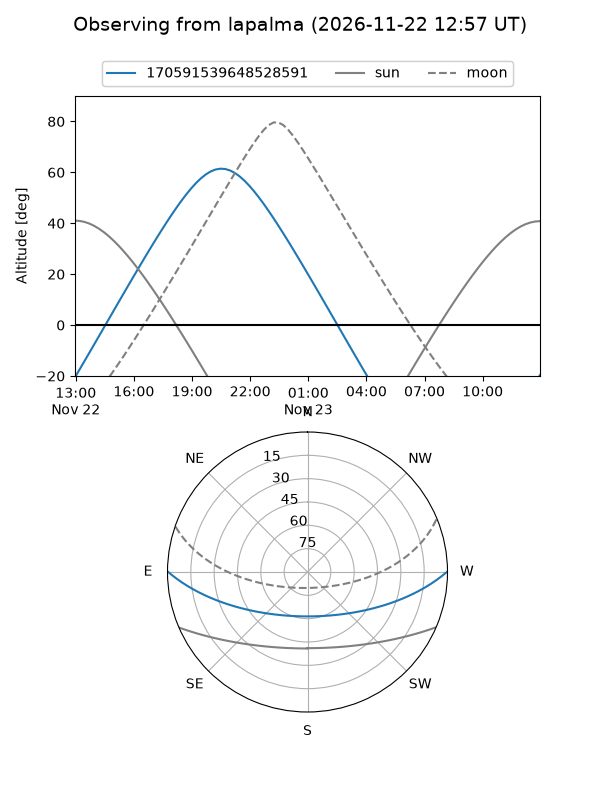 Observing from lapalma (2026-11-22 12:57 UT)
170591539648528591 sun moon
80
60
40
20
0
−20
Altitude [deg]
13:00 16:00 19:00 22:00 01:00 04:00 07:00 10:00
Nov 22 Nov 23
N
NE NW
15
30
45
60
75
E W
SE SW
S